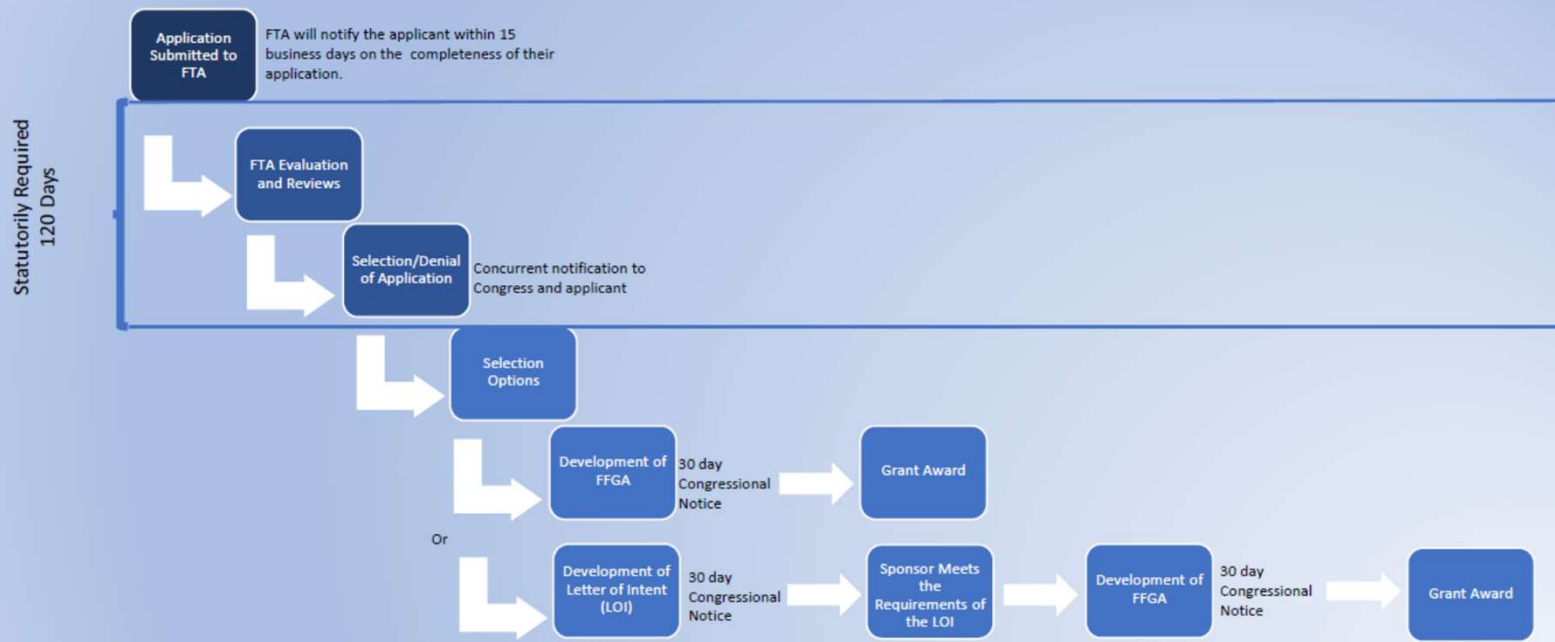 Statutorily Required
120 Days
Application
Submitted to
FTA
FTA will notify the applicant within 15
business days on the completeness of their
application.
FTA Evaluation
and Reviews
Selection/Denial
of Application
Concurrent notification to
Congress and applicant
Selection
Options
Development of
FFGA
30 day
Congressional
Notice
Grant Award
Or
Development of
Letter of Intent
(LOI)
30 day
Congressional
Notice
Sponsor Meets
the
Requirements of
the LOI
Development of
FFGA
30 day
Congressional
Notice
Grant Award